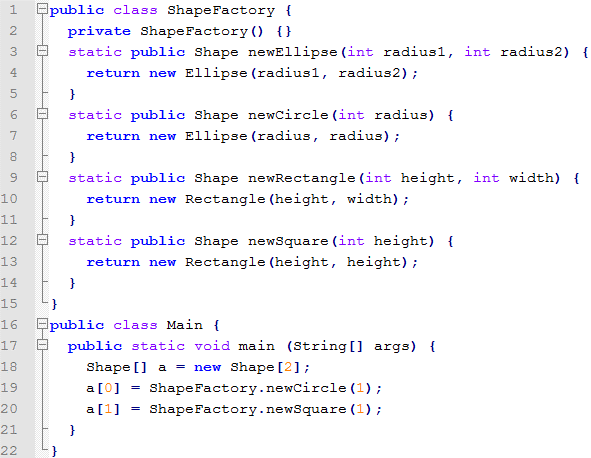 1 public class ShapeFactory {
2   private ShapeFactory() {}
3   static public Shape newEllipse(int radius1, int radius2) {
4     return new Ellipse(radius1, radius2);
5   }
6   static public Shape newCircle(int radius) {
7     return new Ellipse(radius, radius);
8   }
9   static public Shape newRectangle(int height, int width) {
10     return new Rectangle(height, width);
11   }
12   static public Shape newSquare(int height) {
13     return new Rectangle(height, height);
14   }
15 }
16 public class Main {
17   public static void main (String[] args) {
18     Shape[] a = new Shape[2];
19     a[0] = ShapeFactory.newCircle(1);
20     a[1] = ShapeFactory.newSquare(1);
21   }
22 }